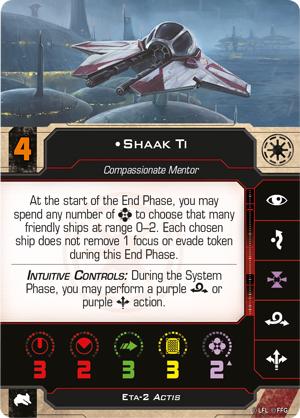 •Shaak Ti
4
Compassionate Mentor
At the start of the End Phase, you may
spend any number of to choose that many
friendly ships at range 0–2. Each chosen
ship does not remove 1 focus or evade token
during this End Phase.
Intuitive Controls: During the System
Phase, you may perform a purple or
purple action.
3 2 3 3 2
Eta-2 Actis
©LFL ©FFG